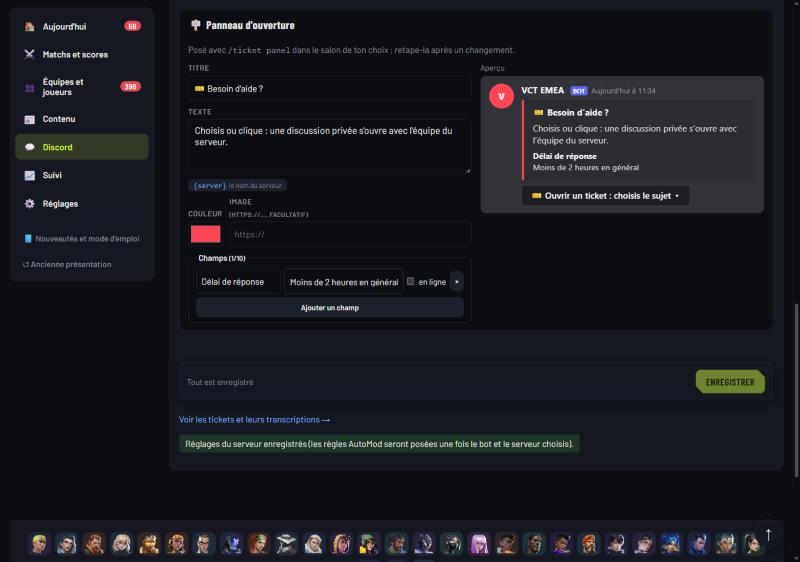 Aujourd'hui
59
Matchs et scores
Équipes et
joueurs
396
Contenu
Discord
Suivi
Réglages
Nouveautés et mode d'emploi
↺ Ancienne présentation
Panneau d'ouverture
Posé avec /ticket panel dans le salon de ton choix ; retape-la après un changement.
TITRE
🎫 Besoin d'aide ?
TEXTE
Choisis ou clique : une discussion privée s'ouvre avec l'équipe du
serveur.
{server} le nom du serveur
COULEUR
IMAGE
(HTTPS://..., FACULTATIF)
https://
Champs (1/10)
Délai de réponse
Moins de 2 heures en général
en ligne
×
Ajouter un champ
Aperçu
V
VCT EMEA BOT Aujourd'hui à 11:34
🎫 Besoin d'aide ?
Choisis ou clique : une discussion privée s'ouvre avec
l'équipe du serveur.
Délai de réponse
Moins de 2 heures en général
🎫 Ouvrir un ticket : choisis le sujet ▾
Tout est enregistré
ENREGISTRER
Voir les tickets et leurs transcriptions →
Réglages du serveur enregistrés (les règles AutoMod seront posées une fois le bot et le serveur choisis).
↑